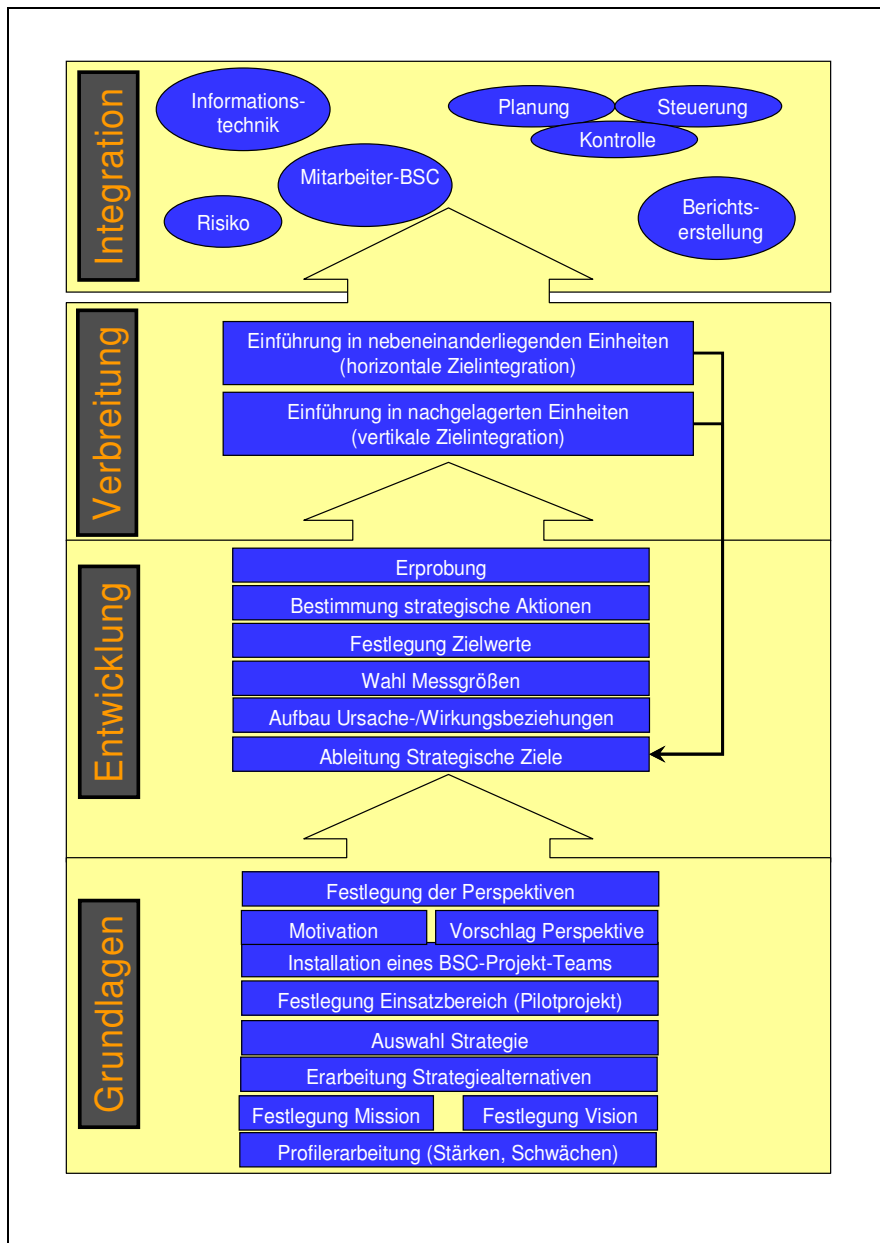 Integration
Informations-
technik
Planung
Steuerung
Kontrolle
Mitarbeiter-BSC
Risiko
Berichts-
erstellung
Verbreitung
Einführung in nebeneinanderliegenden Einheiten
(horizontale Zielintegration)
Einführung in nachgelagerten Einheiten
(vertikale Zielintegration)
Entwicklung
Erprobung
Bestimmung strategische Aktionen
Festlegung Zielwerte
Wahl Messgrößen
Aufbau Ursache-/Wirkungsbeziehungen
Ableitung Strategische Ziele
Grundlagen
Festlegung der Perspektiven
Motivation
Vorschlag Perspektive
Installation eines BSC-Projekt-Teams
Festlegung Einsatzbereich (Pilotprojekt)
Auswahl Strategie
Erarbeitung Strategiealternativen
Festlegung Mission
Festlegung Vision
Profilerarbeitung (Stärken, Schwächen)